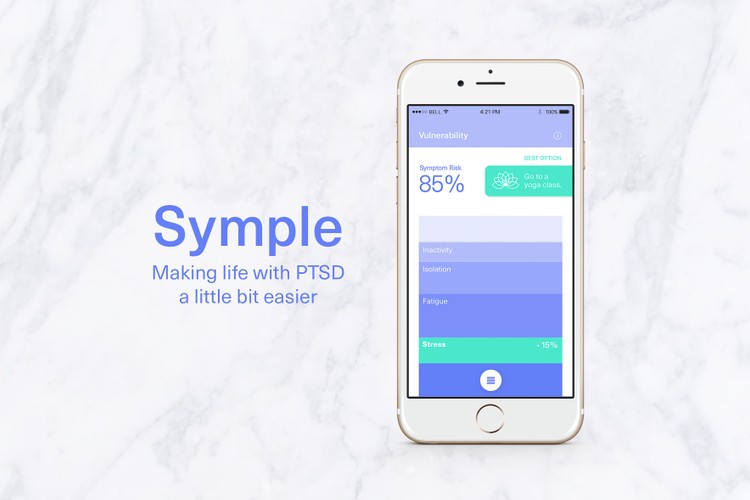 Symple
Making life with PTSD
a little bit easier
BELL
4:21 PM
100%
Vulnerability
BEST OPTION
Symptom Risk
85%
Go to a
yoga class.
Inactivity
Isolation
Fatigue
Stress
• 15%